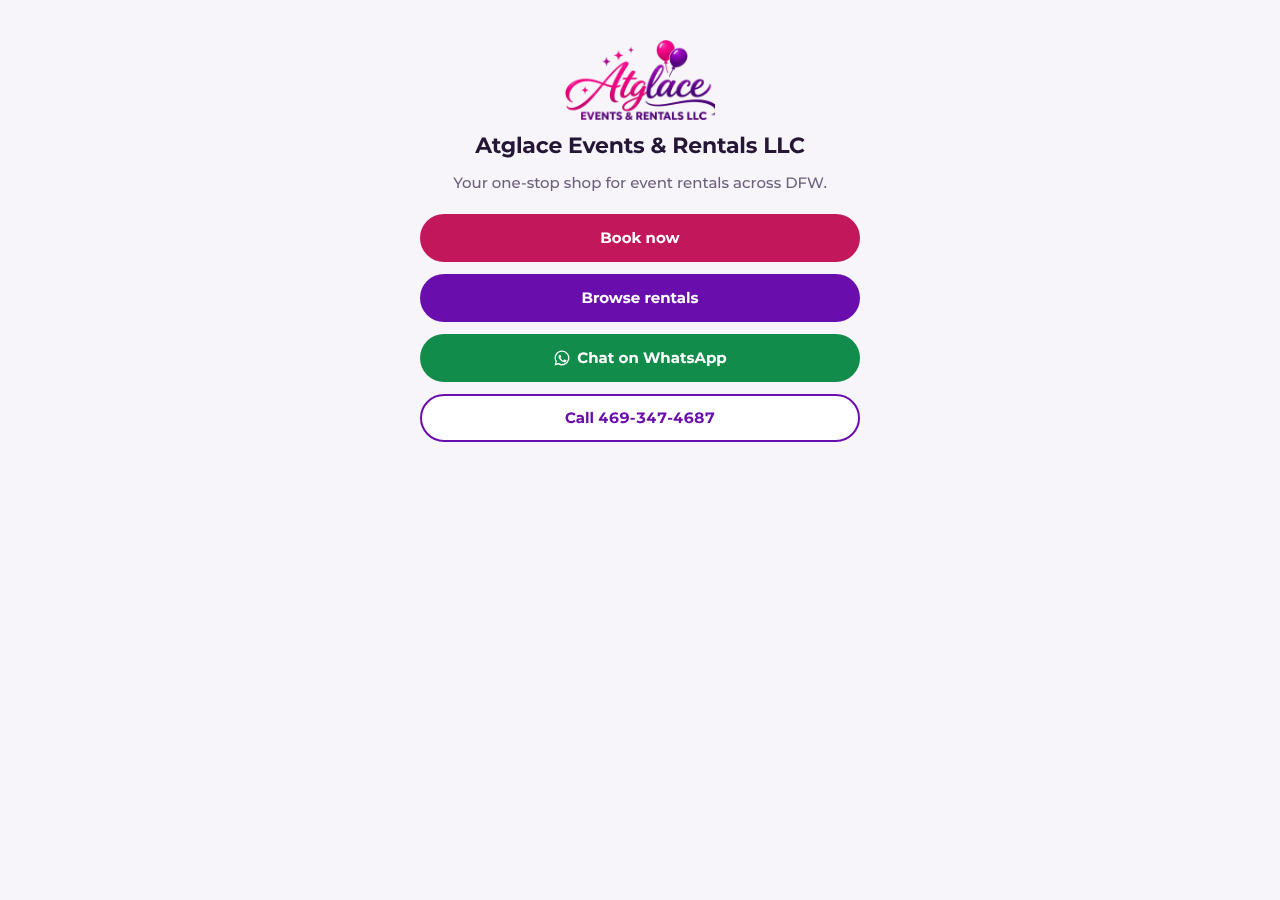 Atglace
EVENTS & RENTALS LLC
Atglace Events & Rentals LLC
Your one-stop shop for event rentals across DFW.
Book now
Browse rentals
Chat on WhatsApp
Call 469-347-4687